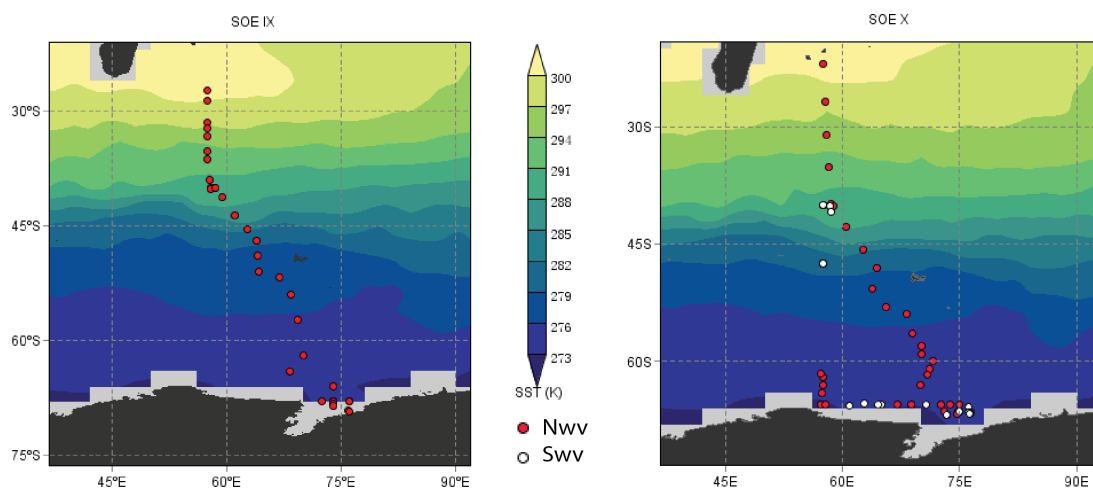 SOE IX
30ºS
45ºS
60ºS
75ºS
45ºE
60ºE
75ºE
90ºE
300
297
294
291
288
285
282
279
276
273
SST (K)
Nwv
Swv
SOE X
30S
45S
60S
45E
60E
75E
90E